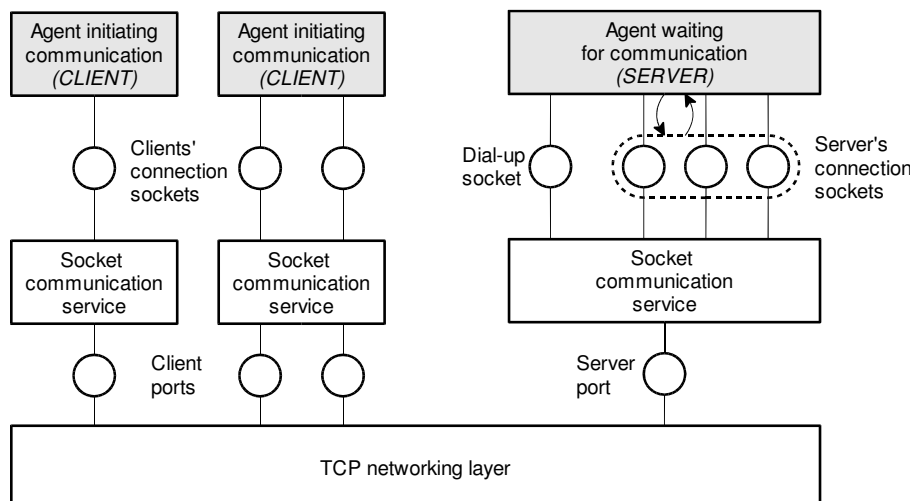 Agent initiating
communication
(CLIENT)
Agent initiating
communication
(CLIENT)
Agent waiting
for communication
(SERVER)
Clients'
connection
sockets
Dial-up
socket
Server's
connection
sockets
Socket
communication
service
Socket
communication
service
Socket
communication
service
Client
ports
Server
port
TCP networking layer